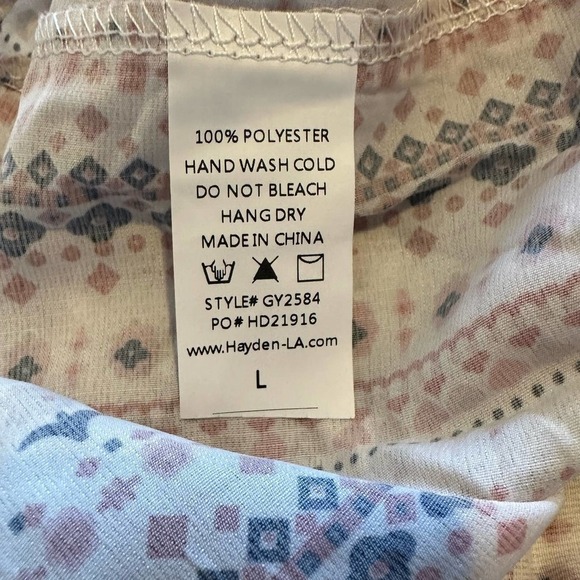 100% POLYESTER
HAND WASH COLD
DO NOT BLEACH
HANG DRY
MADE IN CHINA
STYLE# GY2584
PO# HD21916
www.Hayden-LA.com
L